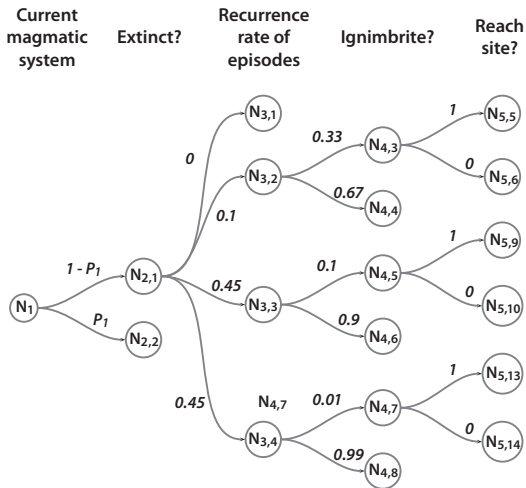 Current
magmatic
system
Extinct?
Recurrence
rate of
episodes
Ignimbrite?
Reach
site?
N3,1
N5,5
1
0.33
N4,3
0
0
N3,2
N5,6
0.67
0.1
N4,4
1
N5,9
1 - P1
N2,1
0.1
N4,5
0.45
0
N1
N3,3
N5,10
P1
0.9
N2,2
N4,6
1
N5,13
0.45
N4,7
0.01
N4,7
0
N3,4
N5,14
0.99
N4,8